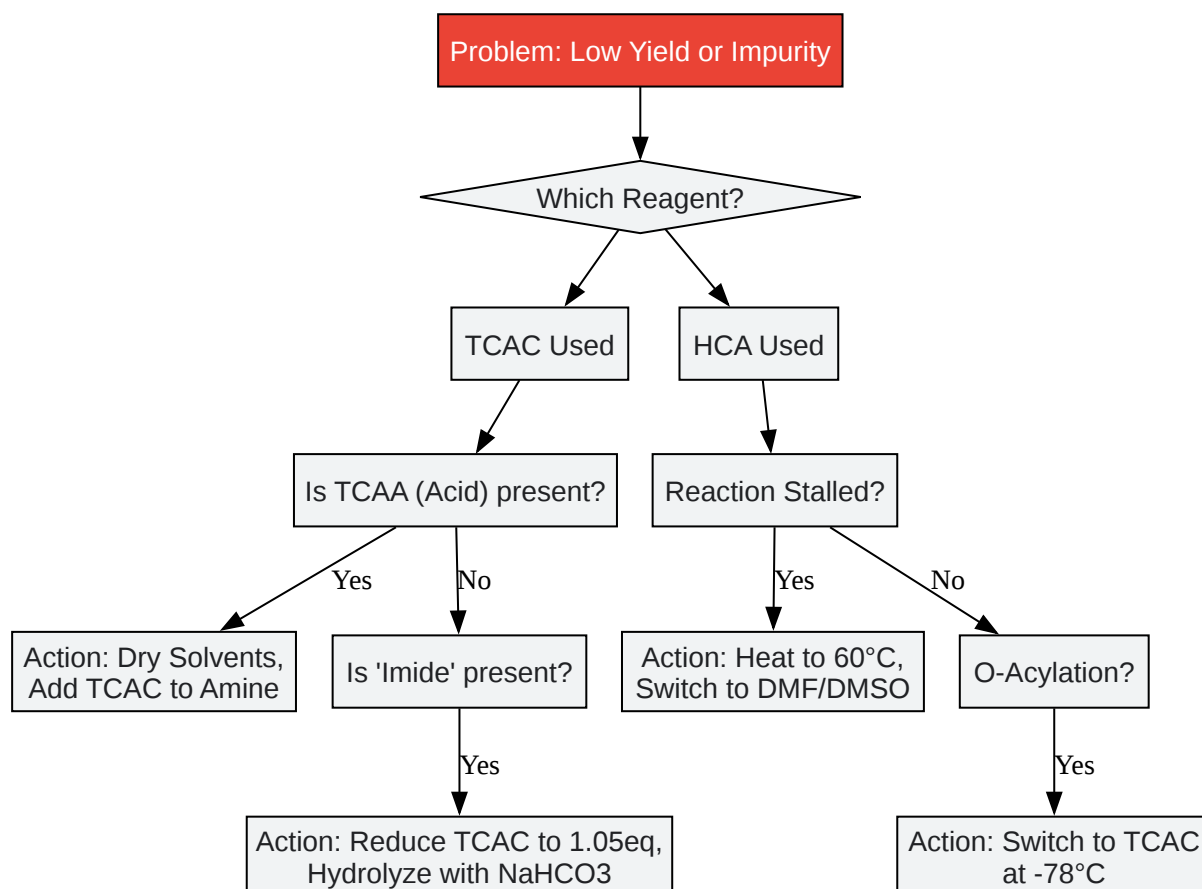 Problem: Low Yield or Impurity
Which Reagent?
TCAC Used
HCA Used
Is TCAA (Acid) present?
Reaction Stalled?
Yes
No
Yes
No
Action: Dry Solvents,
Add TCAC to Amine
Is 'Imide' present?
Action: Heat to 60°C,
Switch to DMF/DMSO
O-Acylation?
Yes
Yes
Action: Reduce TCAC to 1.05eq,
Hydrolyze with NaHCO3
Action: Switch to TCAC
at -78°C